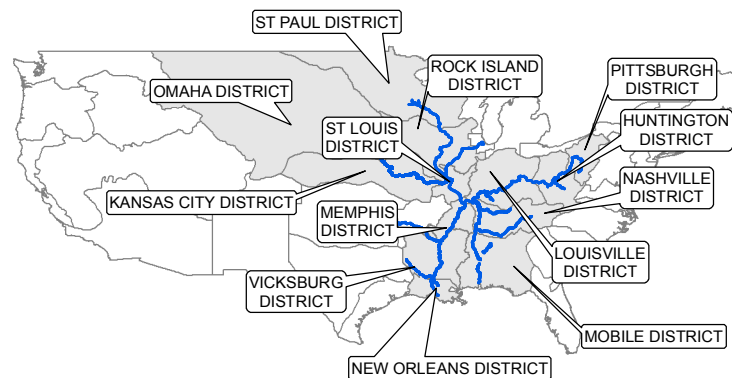 ST PAUL DISTRICT
ROCK ISLAND
DISTRICT
PITTSBURGH
DISTRICT
OMAHA DISTRICT
HUNTINGTON
DISTRICT
ST LOUIS
DISTRICT
NASHVILLE
DISTRICT
KANSAS CITY DISTRICT
MEMPHIS
DISTRICT
LOUISVILLE
DISTRICT
VICKSBURG
DISTRICT
MOBILE DISTRICT
NEW ORLEANS DISTRICT